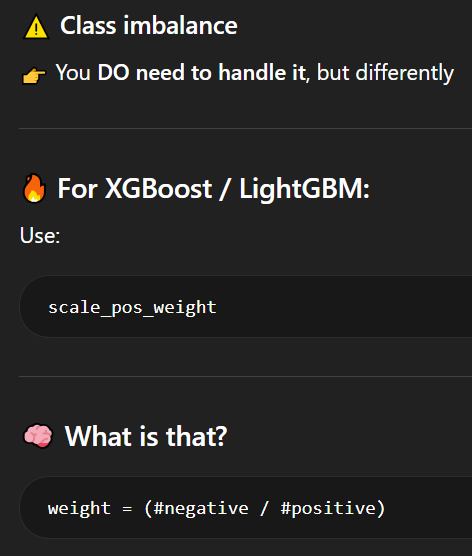 ⚠️ Class imbalance
👉 You DO need to handle it, but differently
🔥 For XGBoost / LightGBM:
Use:
scale_pos_weight
🧠 What is that?
weight = (#negative / #positive)